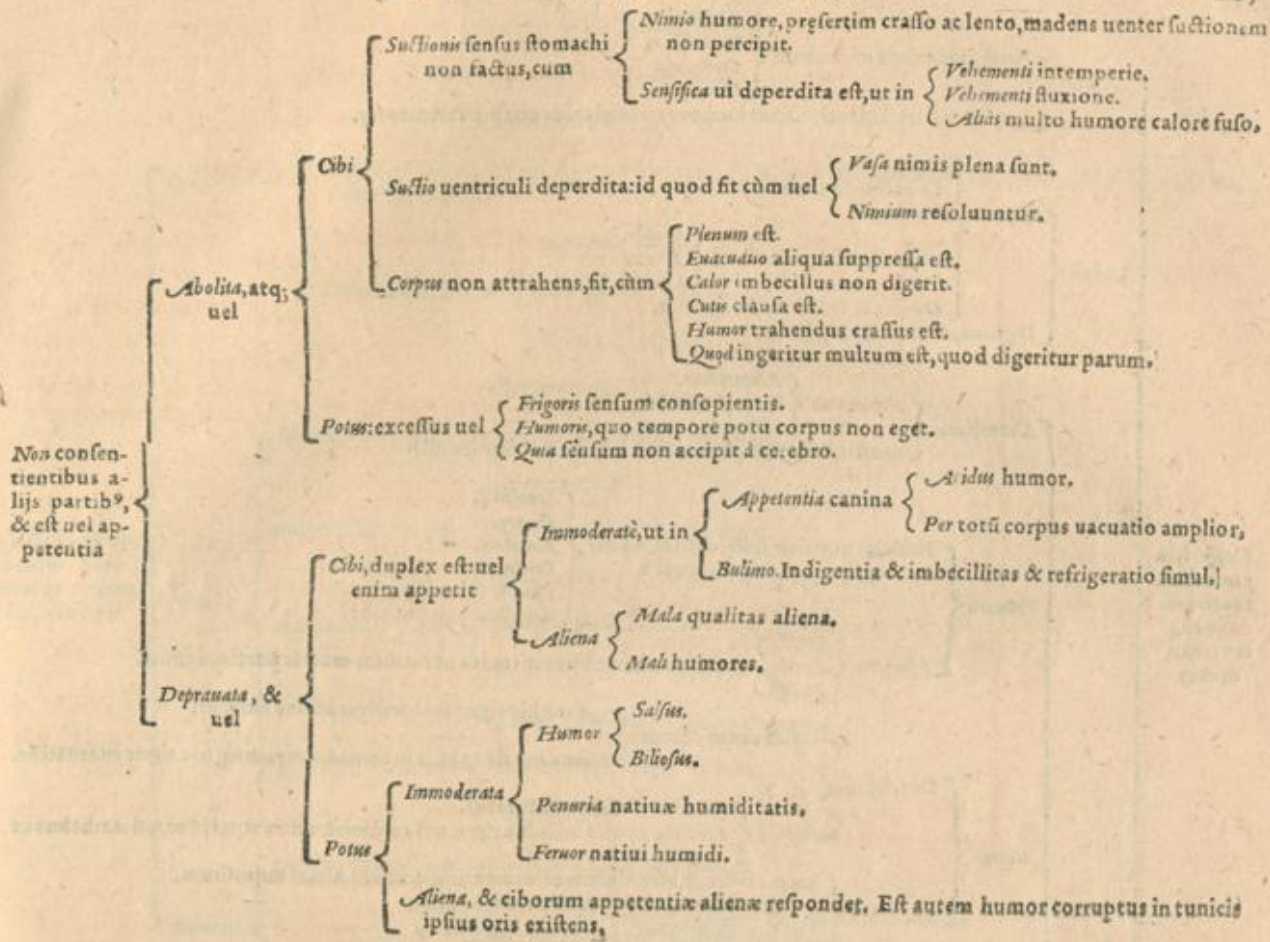 Non consen-
tientibus a-
lijs partibꝰ,
& est uel ap-
petentia
Abolita, atq;
uel
Cibi
Suctionis sensus stomachi
non factus, cum
Nimio humore, pręsertim crasso ac lento, madens uenter suctionem
non percipit.
Sensifica ui deperdita est, ut in
Vehementi intemperie.
Vehementi fluxione.
Aliàs multo humore calore fuso.
Suctio uentriculi deperdita: id quod fit cùm uel
Vasa nimis plena sunt.
Nimium resoluuntur.
Corpus non attrahens, fit, cùm
Plenum est.
Euacuatio aliqua suppressa est.
Calor imbecillus non digerit.
Cutis clausa est.
Humor trahendus crassus est.
Quod ingeritur multum est, quod digeritur parum.
Potus: excessus uel
Frigoris sensum consopientis.
Humoris, quo tempore potu corpus non eget.
Quia sensum non accipit à cerebro.
Deprauata, &
uel
Cibi, duplex est: uel
enim appetit
Immoderatè, ut in
Appetentia canina
Acidus humor.
Per totũ corpus uacuatio amplior,
Bulimo. Indigentia & imbecillitas & refrigeratio simul.
Aliena
Mala qualitas aliena.
Mali humores.
Potus
Immoderata
Humor
Salsus.
Biliosus.
Penuria natiuæ humiditatis.
Feruor natiui humidi.
Aliena, & ciborum appetentiæ alienæ respondet. Est autem humor corruptus in tunicis
ipsius oris existens.